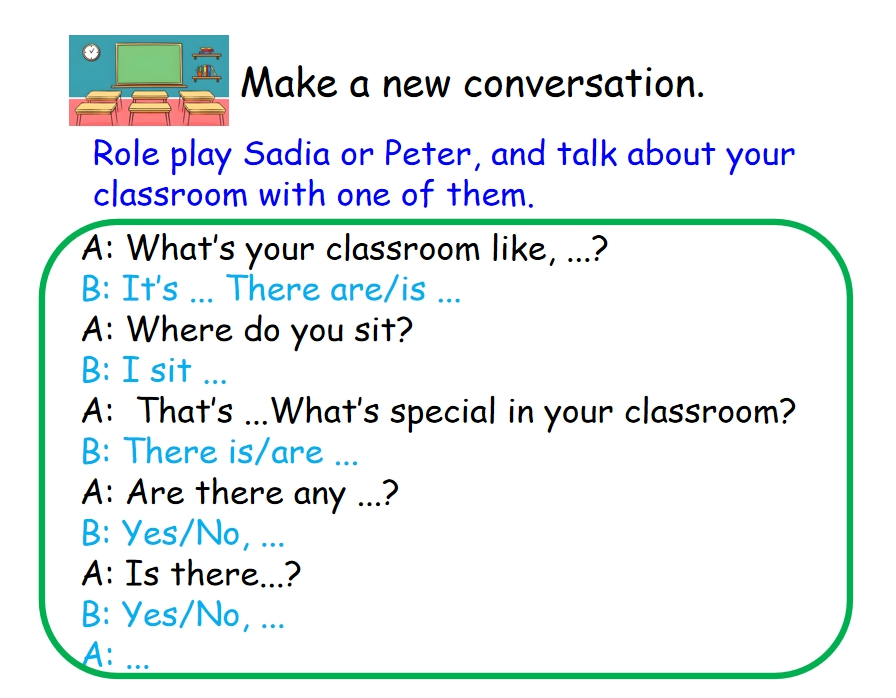 Make a new conversation.
Role play Sadia or Peter, and talk about your
classroom with one of them.
A: What's your classroom like, ...?
B: It's ... There are/is ...
A: Where do you sit?
B: I sit ...
A:  That's ...What's special in your classroom?
B: There is/are ...
A: Are there any ...?
B: Yes/No, ...
A: Is there...?
B: Yes/No, ...
A: ...